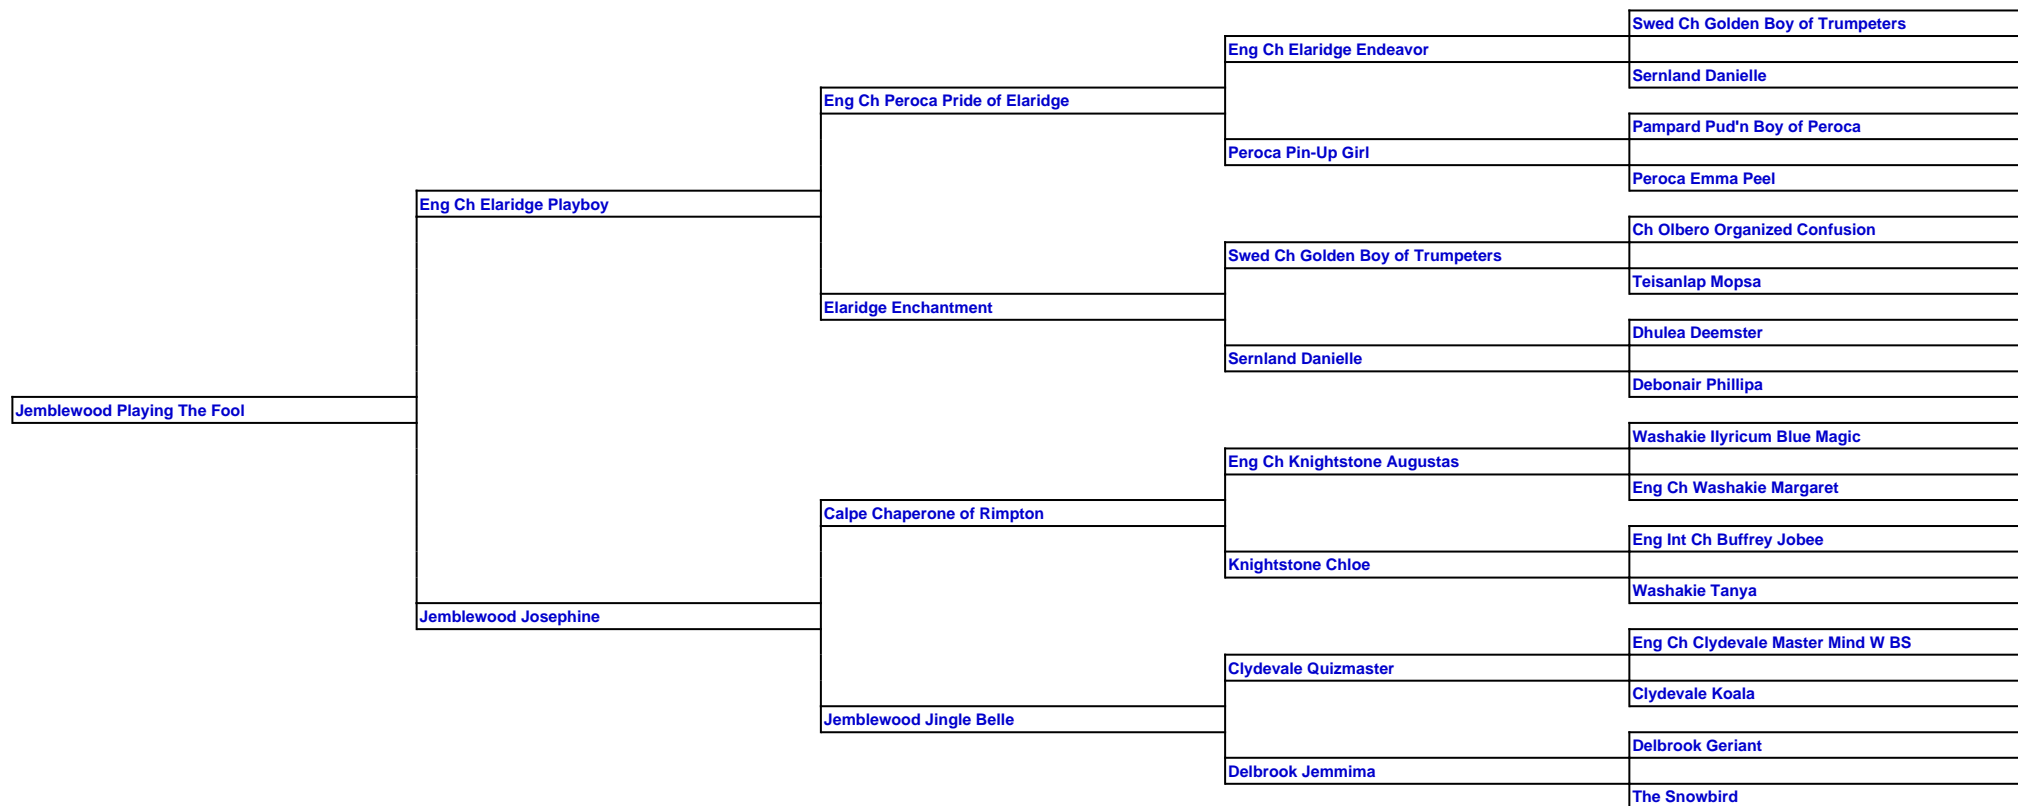 Swed Ch Golden Boy of Trumpeters
Eng Ch Elaridge Endeavor
Sernland Danielle
Eng Ch Peroca Pride of Elaridge
Pampard Pud'n Boy of Peroca
Peroca Pin-Up Girl
Peroca Emma Peel
Eng Ch Elaridge Playboy
Ch Olbero Organized Confusion
Swed Ch Golden Boy of Trumpeters
Teisanlap Mopsa
Elaridge Enchantment
Dhulea Deemster
Sernland Danielle
Debonair Phillipa
Jemblewood Playing The Fool
Washakie Ilyricum Blue Magic
Eng Ch Knightstone Augustas
Eng Ch Washakie Margaret
Calpe Chaperone of Rimpton
Eng Int Ch Buffrey Jobee
Knightstone Chloe
Washakie Tanya
Jemblewood Josephine
Eng Ch Clydevale Master Mind W BS
Clydevale Quizmaster
Clydevale Koala
Jemblewood Jingle Belle
Delbrook Geriant
Delbrook Jemmima
The Snowbird